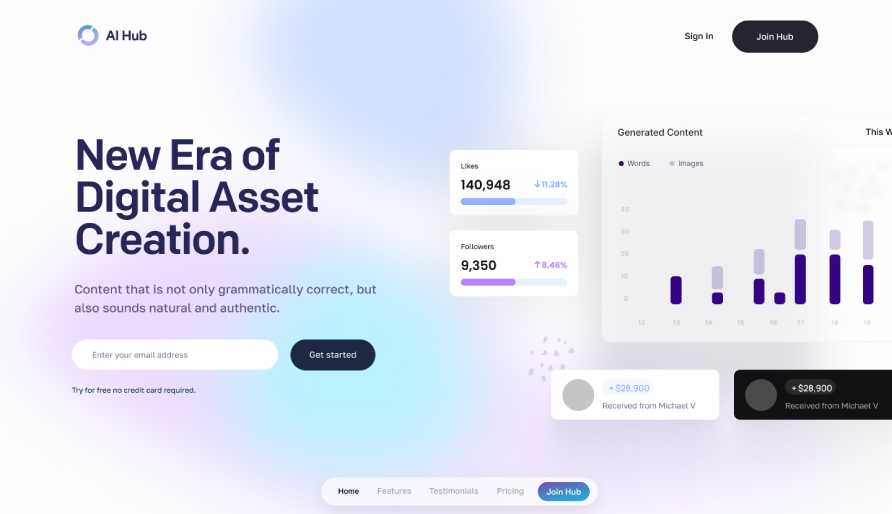 AI Hub
Sign In
Join Hub
New Era of
Digital Asset
Creation.
Content that is not only grammatically correct, but
also sounds natural and authentic.
Enter your email address
Get started
Try for free no credit card required.
Likes
140,948
↓11.28%
Followers
9,350
↑8.46%
Generated Content
This W
Words
Images
40
30
20
10
0
12
13
14
15
16
17
18
19
+ $28,900
Received from Michael V
+ $28,900
Received from Michael V
Home
Features
Testimonials
Pricing
Join Hub